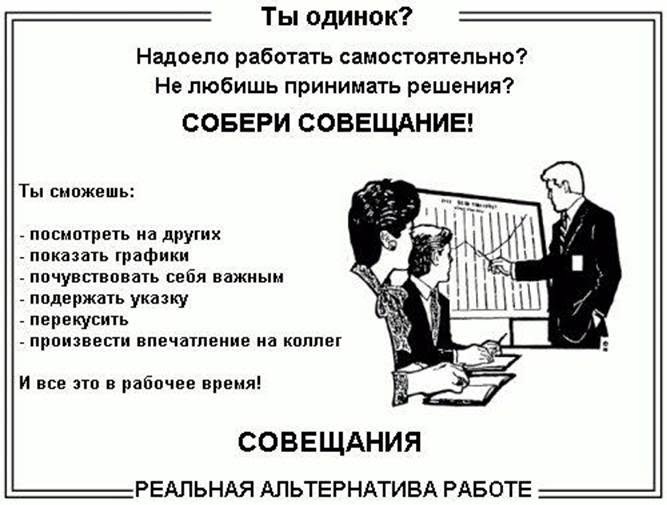 Ты одинок?
Надоело работать самостоятельно?
Не любишь принимать решения?
СОБЕРИ СОВЕЩАНИЕ!
Ты сможешь:
- посмотреть на других
- показать графики
- почувствовать себя важным
- подержать указку
- перекусить
- произвести впечатление на коллег
И все это в рабочее время!
СОВЕЩАНИЯ
РЕАЛЬНАЯ АЛЬТЕРНАТИВА РАБОТЕ